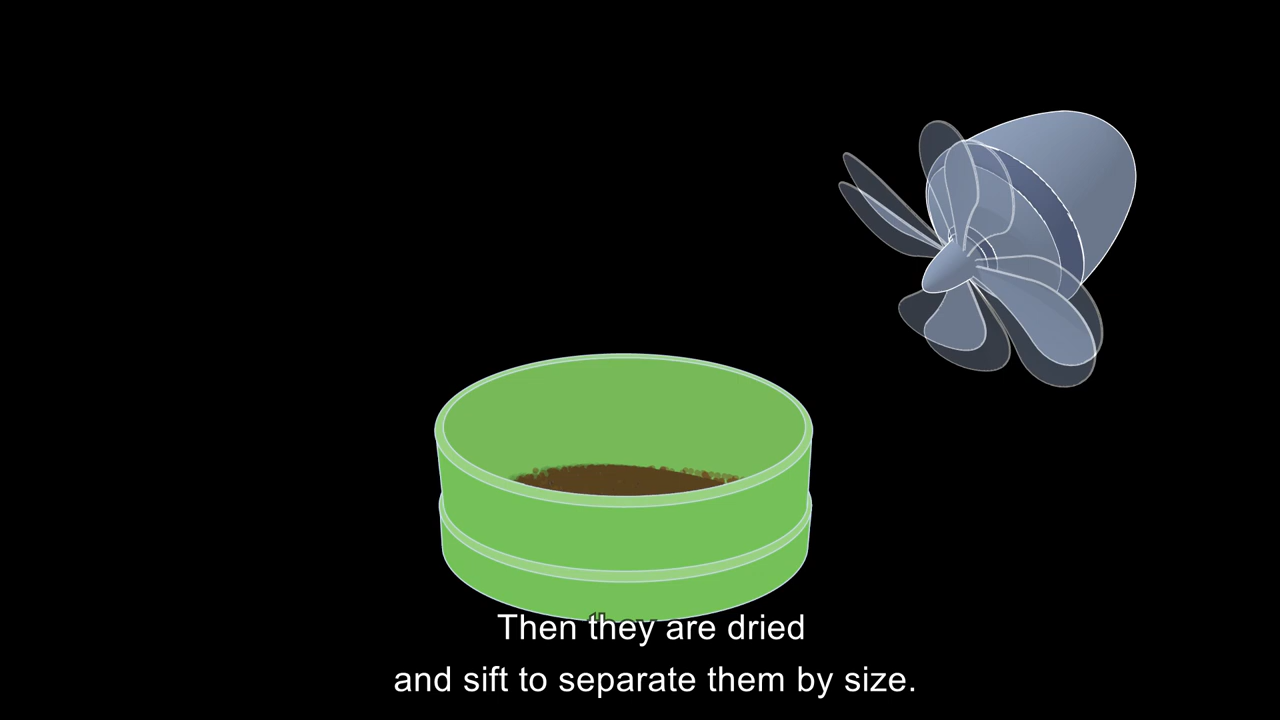 Then they are dried
and sift to separate them by size.